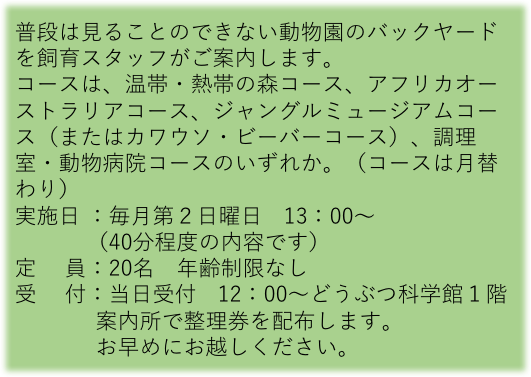 普段は見ることのできない動物園のバックヤード
を飼育スタッフがご案内します。
コースは、温帯・熱帯の森コース、アフリカオー
ストラリアコース、ジャングルミュージアムコー
ス（またはカワウソ・ビーバーコース）、調理
室・動物病院コースのいずれか。（コースは月替
わり）
実施日 ：毎月第２日曜日　13：00～
（40分程度の内容です）
定　員：20名　年齢制限なし
受　付：当日受付　12：00～どうぶつ科学館１階
案内所で整理券を配布します。
お早めにお越しください。